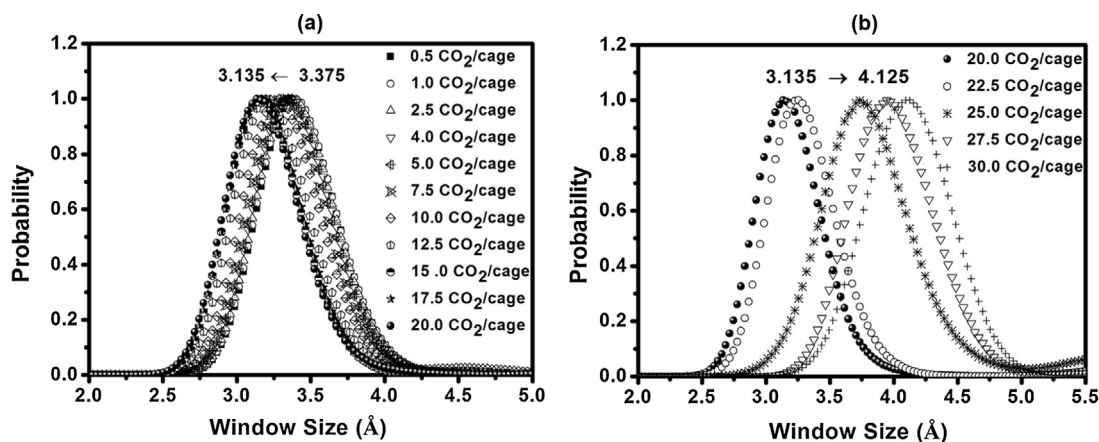 (a)
1.2
1.0
0.8
0.6
0.4
0.2
0.0
Probability
3.135 ← 3.375
0.5 CO2/cage
1.0 CO2/cage
2.5 CO2/cage
4.0 CO2/cage
5.0 CO2/cage
7.5 CO2/cage
10.0 CO2/cage
12.5 CO2/cage
15 .0 CO2/cage
17.5 CO2/cage
20.0 CO2/cage
2.0 2.5 3.0 3.5 4.0 4.5 5.0
Window Size (Å)
(b)
1.2
1.0
0.8
0.6
0.4
0.2
0.0
Probability
3.135 → 4.125
20.0 CO2/cage
22.5 CO2/cage
25.0 CO2/cage
27.5 CO2/cage
30.0 CO2/cage
2.0 2.5 3.0 3.5 4.0 4.5 5.0 5.5
Window Size (Å)